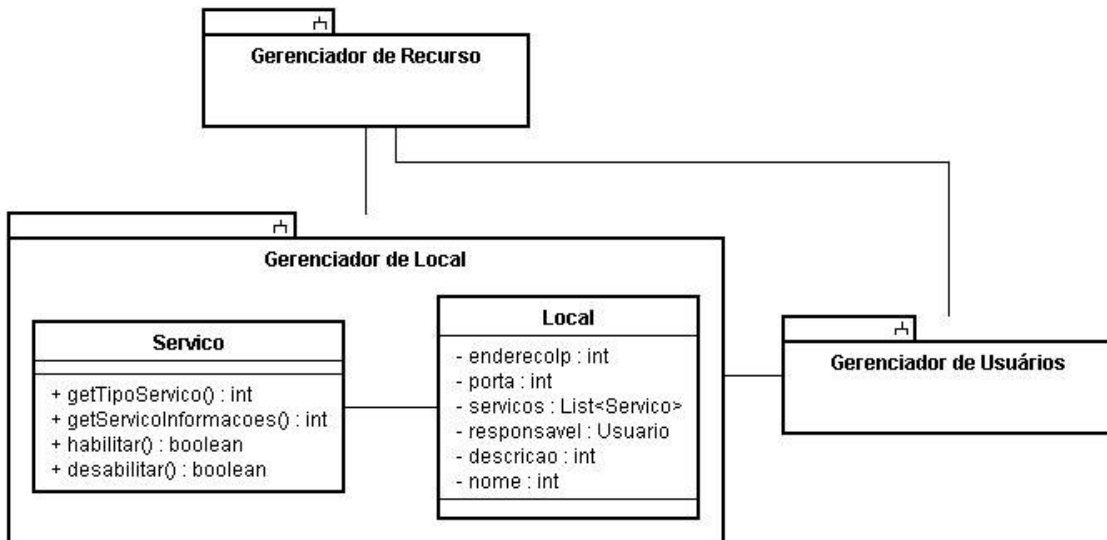 Gerenciador de Recurso
Gerenciador de Local
Servico
+ getTipoServico() : int
+ getServicoInformacoes() : int
+ habilitar() : boolean
+ desabilitar() : boolean
Local
- enderecoIp : int
- porta : int
- servicos : List<Servico>
- responsavel : Usuario
- descricao : int
- nome : int
Gerenciador de Usuários